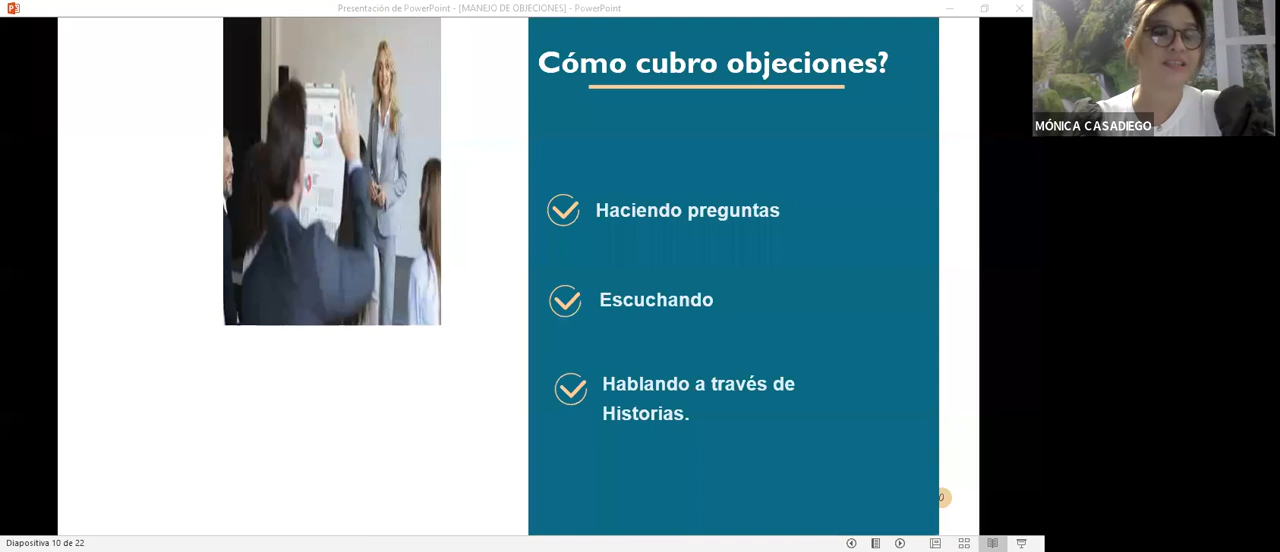 Presentación de PowerPoint - [MANEJO DE OBJECIONES] - PowerPoint
Cómo cubro objeciones?
MÓNICA CASADIEGO
Haciendo preguntas
Escuchando
Hablando a través de
Historias.
Diapositiva 10 de 22